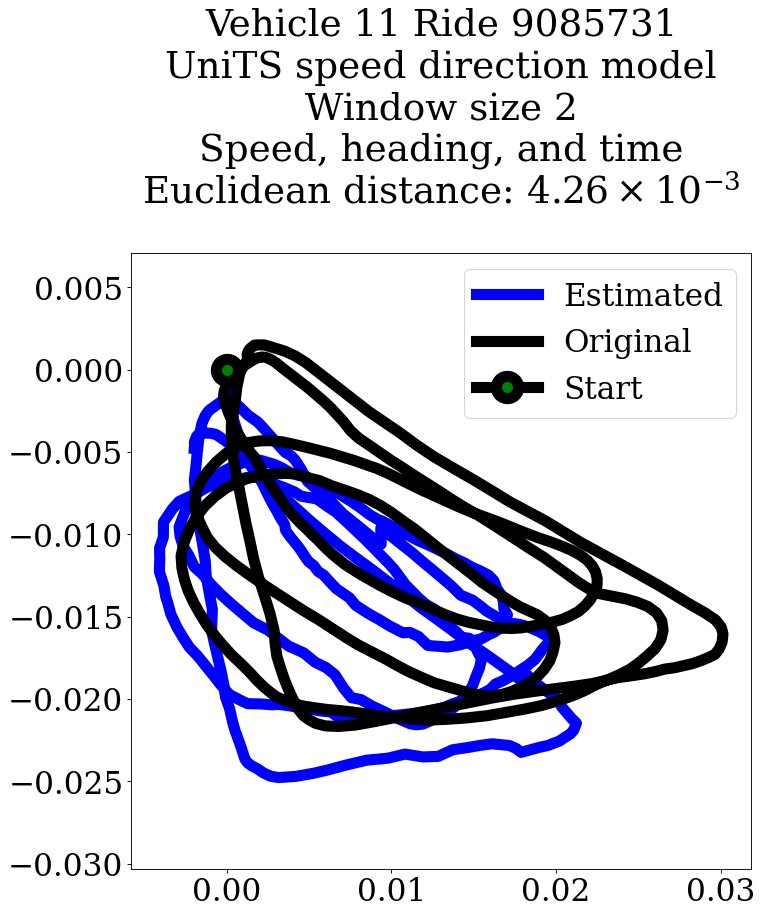 Vehicle 11 Ride 9085731
UniTS speed direction model
Window size 2
Speed, heading, and time
Euclidean distance: 4.26 × 10⁻³
Estimated
Original
Start
0.005
0.000
−0.005
−0.010
−0.015
−0.020
−0.025
−0.030
0.00 0.01 0.02 0.03